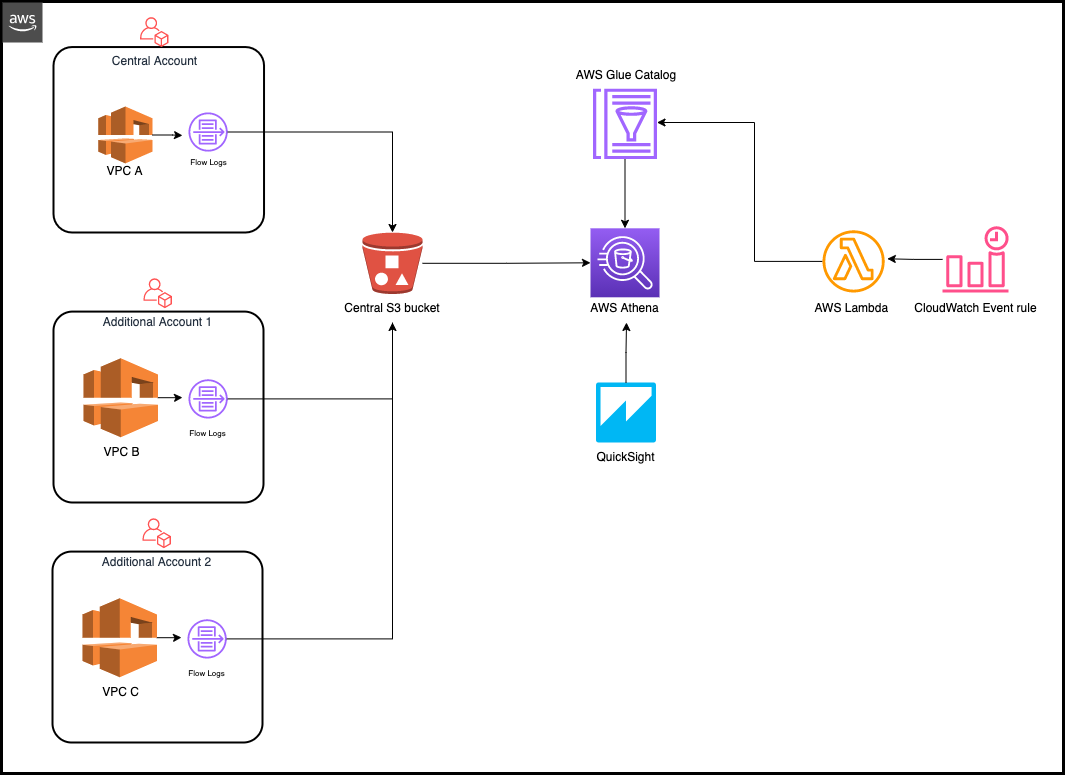 aws
Central Account
VPC A
Flow Logs
Additional Account 1
VPC B
Flow Logs
Additional Account 2
VPC C
Flow Logs
Central S3 bucket
AWS Glue Catalog
AWS Athena
QuickSight
AWS Lambda
CloudWatch Event rule